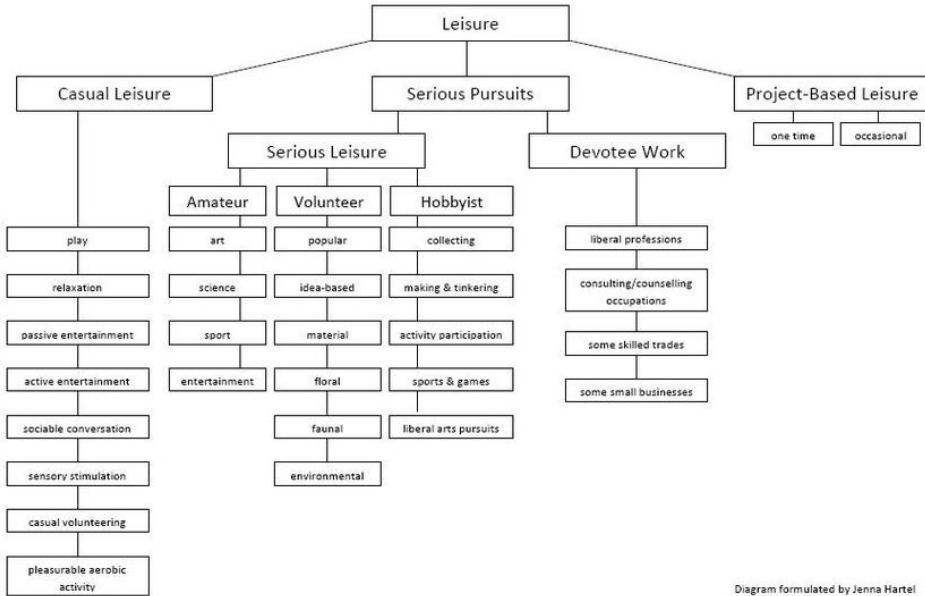 Leisure
Casual Leisure
Serious Pursuits
Project-Based Leisure
one time
occasional
Serious Leisure
Devotee Work
Amateur
Volunteer
Hobbyist
play
relaxation
passive entertainment
active entertainment
sociable conversation
sensory stimulation
casual volunteering
pleasurable aerobic
activity
art
science
sport
entertainment
popular
idea-based
material
floral
faunal
environmental
collecting
making & tinkering
activity participation
sports & games
liberal arts pursuits
liberal professions
consulting/counselling
occupations
some skilled trades
some small businesses
Diagram formulated by Jenna Hartel